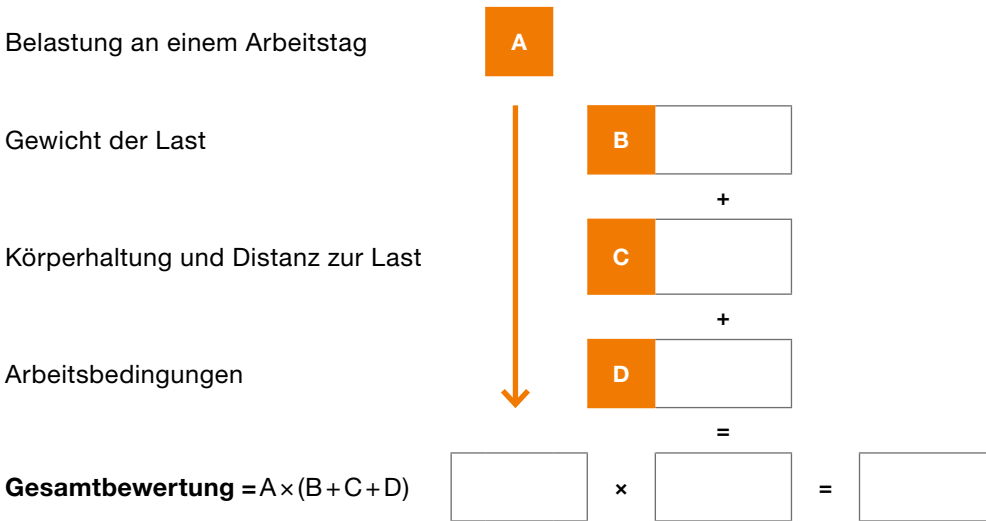 Belastung an einem Arbeitstag A
Gewicht der Last B
+
Körperhaltung und Distanz zur Last C
+
Arbeitsbedingungen D
=
Gesamtbewertung = A × (B + C + D) × =